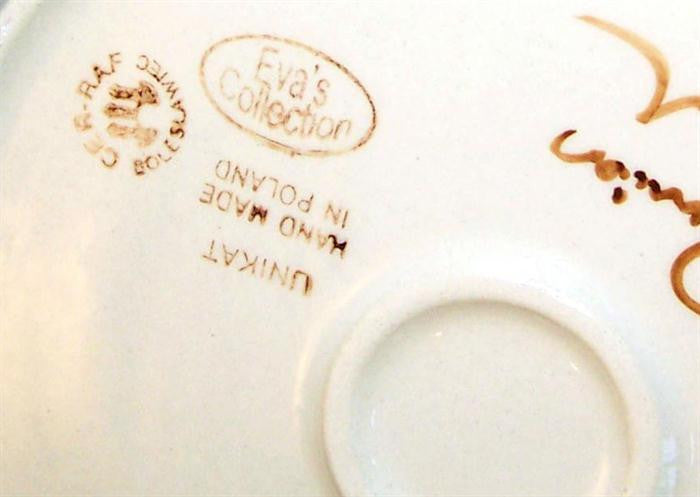 CER-RAF BOLESŁAWIEC
Eva's
Collection
UNIKAT
HAND MADE
IN POLAND